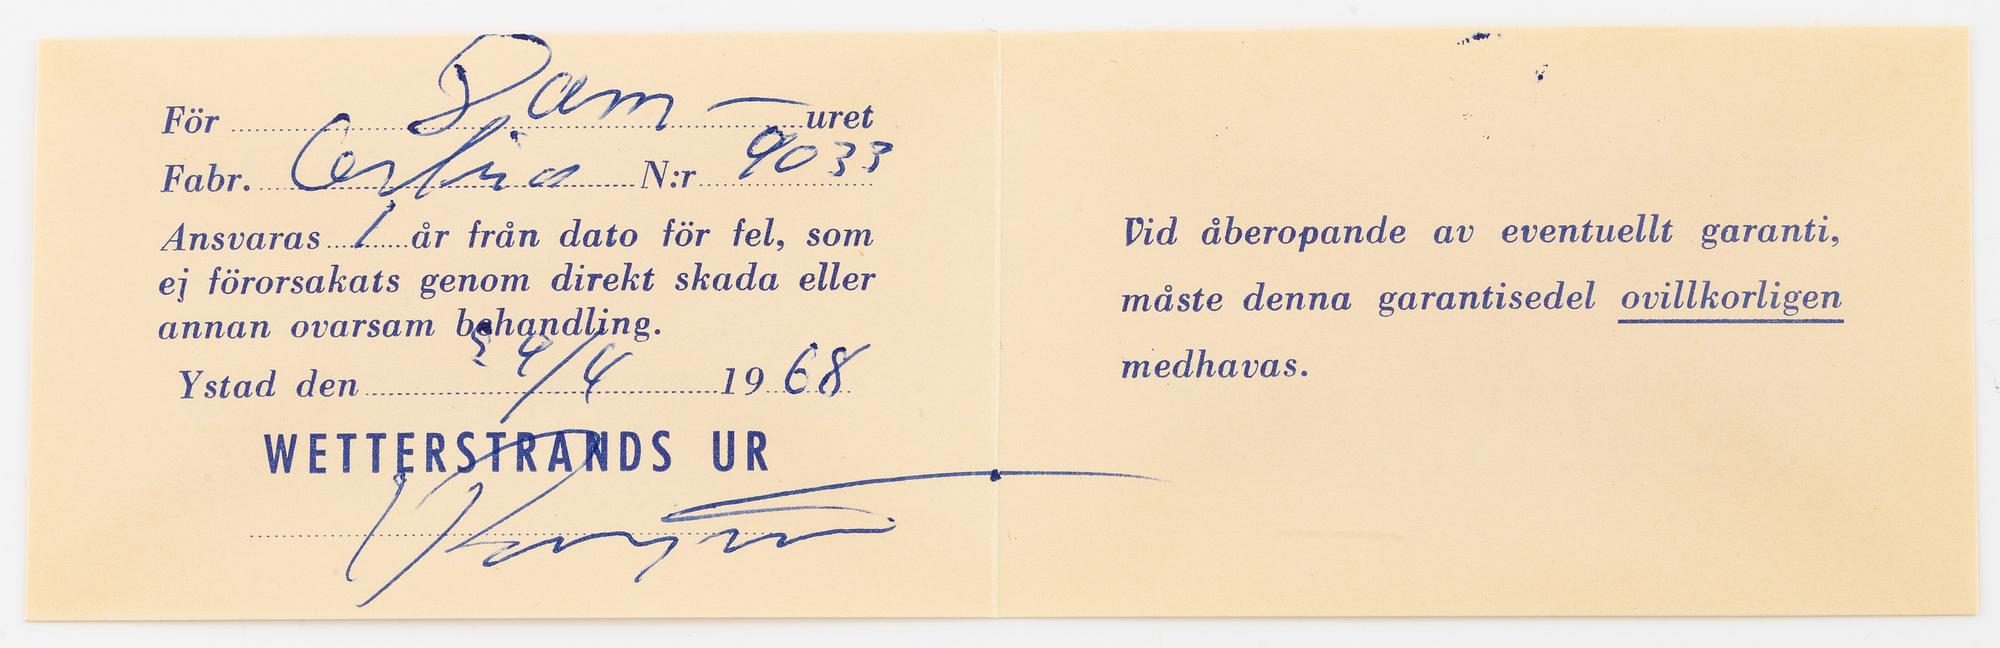 För Dam-uret
Fabr. Certina N:r 9033
Ansvaras 1 år från dato för fel, som
ej förorsakats genom direkt skada eller
annan ovarsam behandling.
Ystad den 24/4 1968
WETTERSTRANDS UR
Vid åberopande av eventuellt garanti,
måste denna garantisedel ovillkorligen
medhavas.